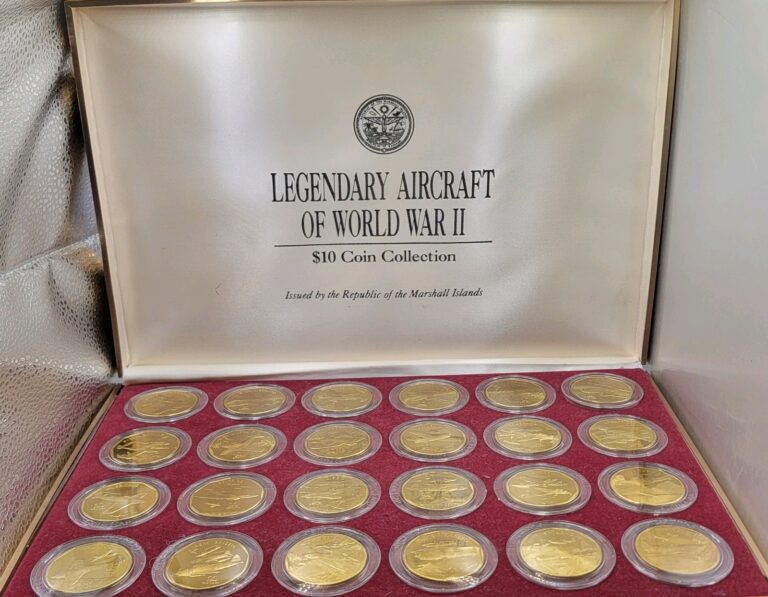 LEGENDARY AIRCRAFT
OF WORLD WAR II
$10 Coin Collection
Issued by the Republic of the Marshall Islands